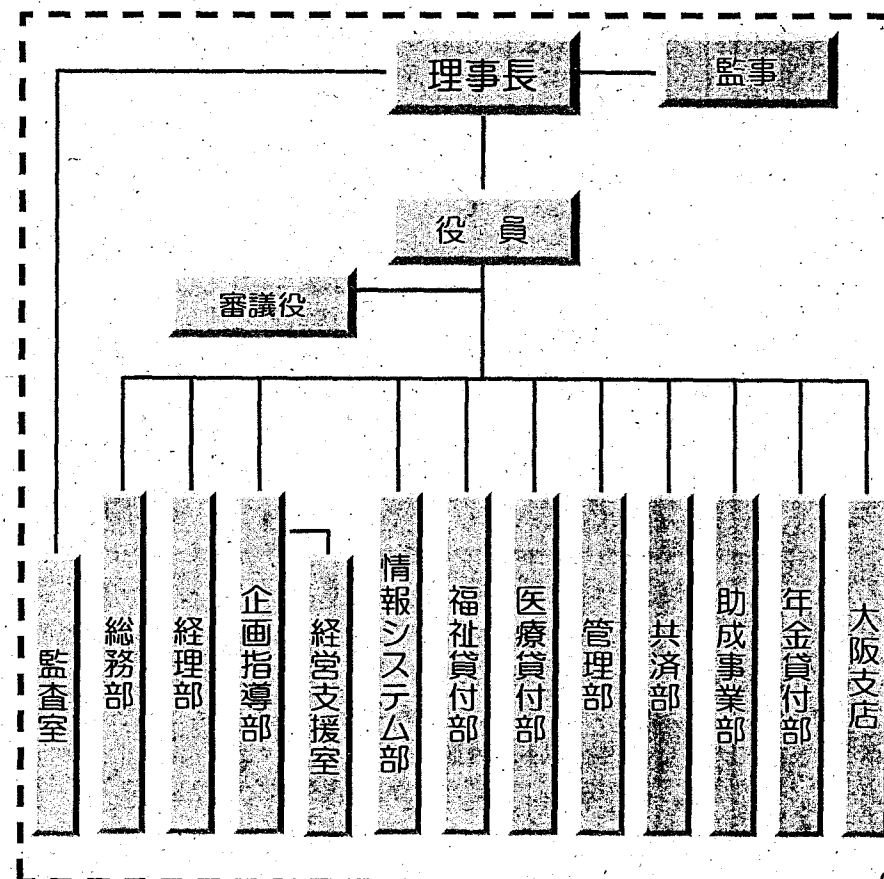 理事長
監事
役員
審議役
監査室
総務部
経理部
企画指導部
経営支援室
情報システム部
福祉貸付部
医療貸付部
管理部
共済部
助成事業部
年金貸付部
大阪支店